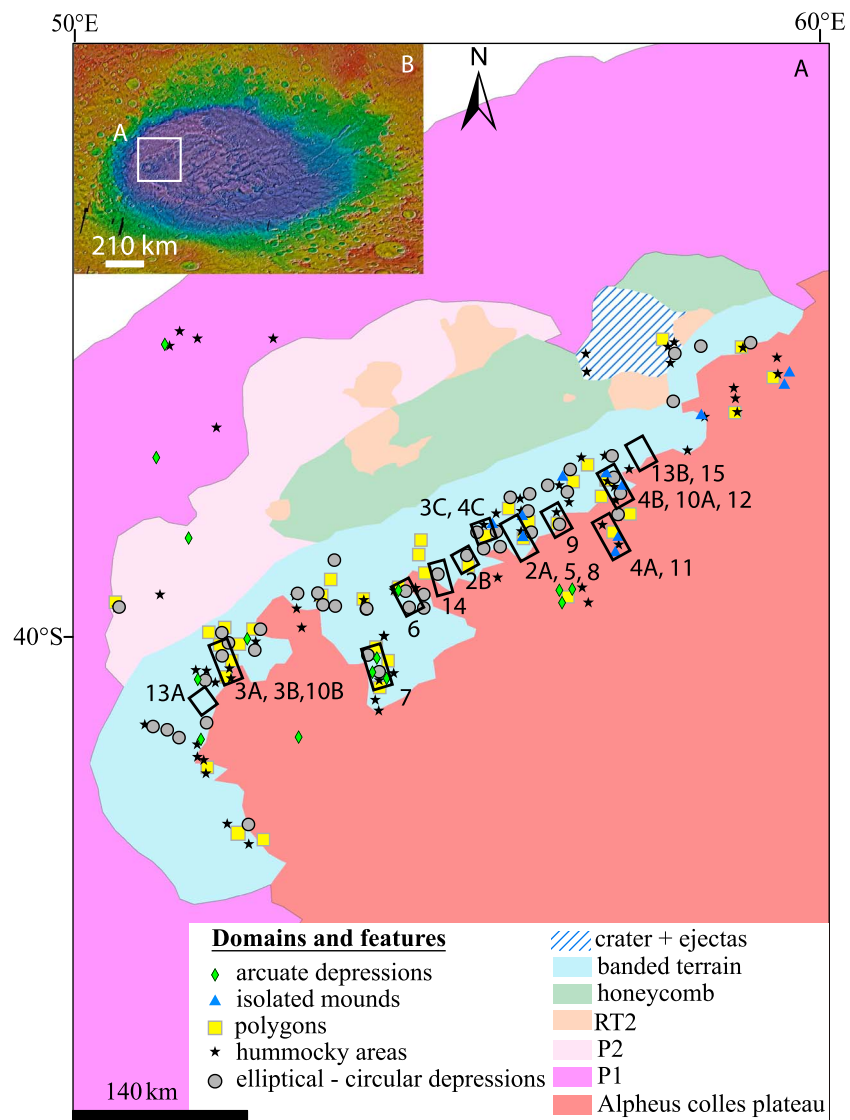 50°E
60°E
B
N
A
A
210 km
3C, 4C
13B, 15
4B, 10A, 12
9
2B
2A, 5, 8
4A, 11
14
6
40°S
13A
3A, 3B,10B
7
Domains and features
arcuate depressions
isolated mounds
polygons
hummocky areas
elliptical - circular depressions
crater + ejectas
banded terrain
honeycomb
RT2
P2
P1
Alpheus colles plateau
140 km